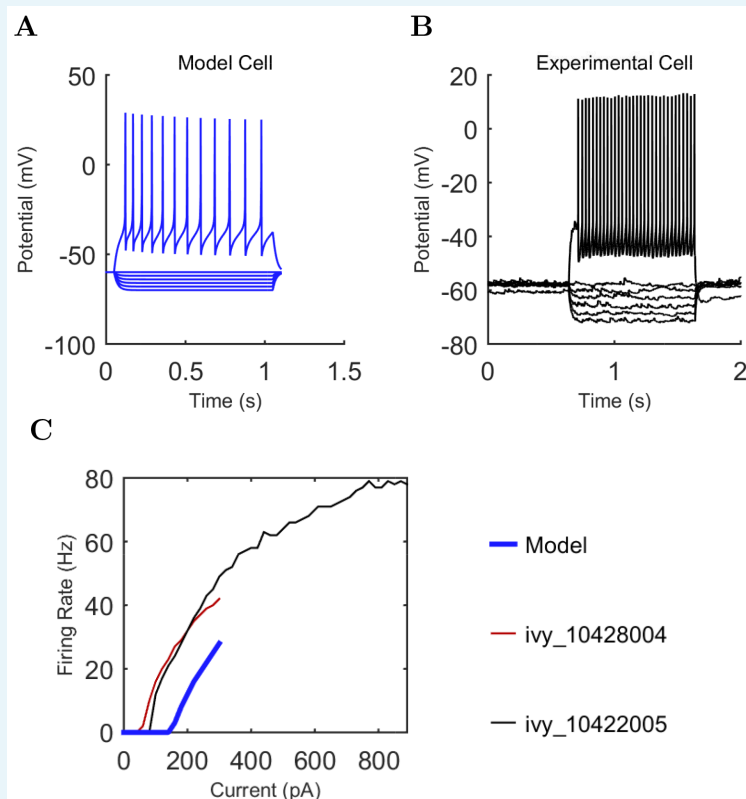 A
Model Cell
50
0
-50
-100
Potential (mV)
0
0.5
1
1.5
Time (s)
B
Experimental Cell
20
0
-20
-40
-60
-80
Potential (mV)
0
1
2
Time (s)
C
80
60
40
20
0
Firing Rate (Hz)
0
200
400
600
800
Current (pA)
Model
ivy_10428004
ivy_10422005